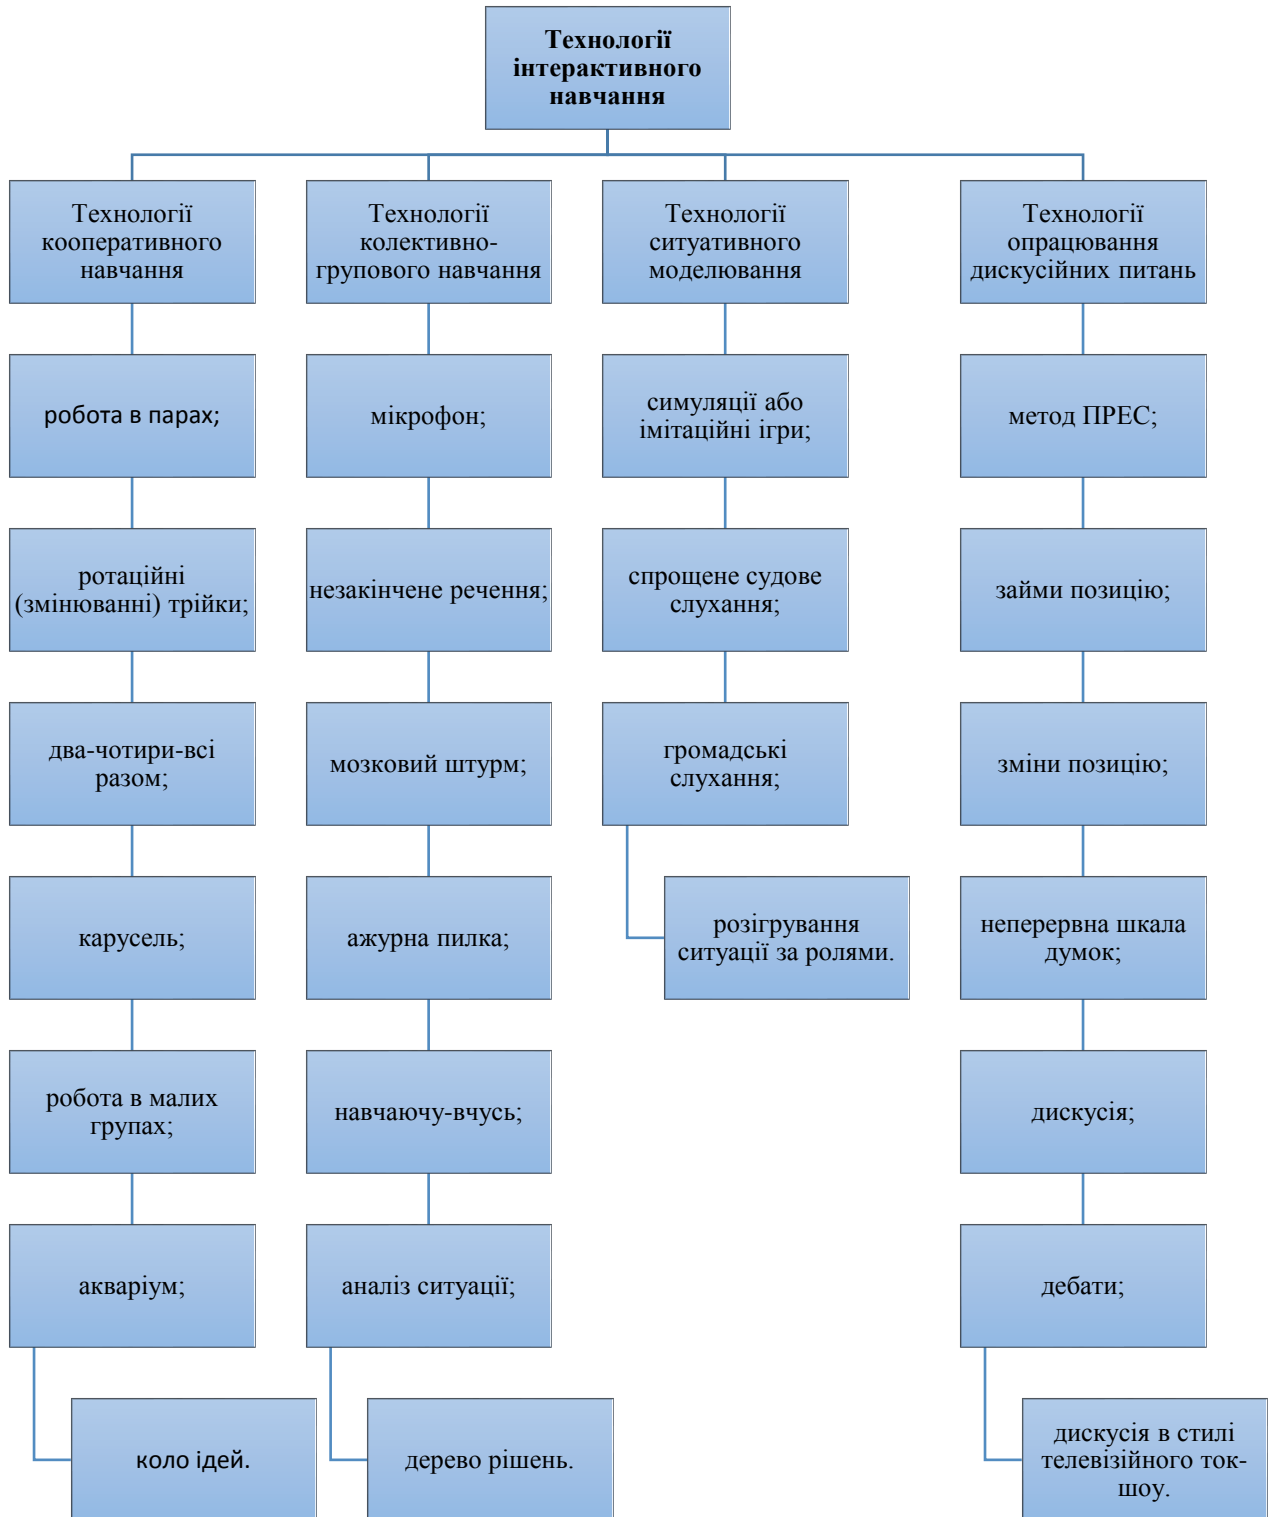 Технології
інтерактивного
навчання
Технології
кооперативного
навчання
робота в парах;
ротаційні
(змінюванні) трійки;
два-чотири-всі
разом;
карусель;
робота в малих
групах;
акваріум;
коло ідей.
Технології
колективно-
групового навчання
мікрофон;
незакінчене речення;
мозковий штурм;
ажурна пилка;
навчаючу-вчусь;
аналіз ситуації;
дерево рішень.
Технології
ситуативного
моделювання
симуляції або
імітаційні ігри;
спрощене судове
слухання;
громадські
слухання;
розігрування
ситуації за ролями.
Технології
опрацювання
дискусійних питань
метод ПРЕС;
займи позицію;
зміни позицію;
неперервна шкала
думок;
дискусія;
дебати;
дискусія в стилі
телевізійного ток-
шоу.